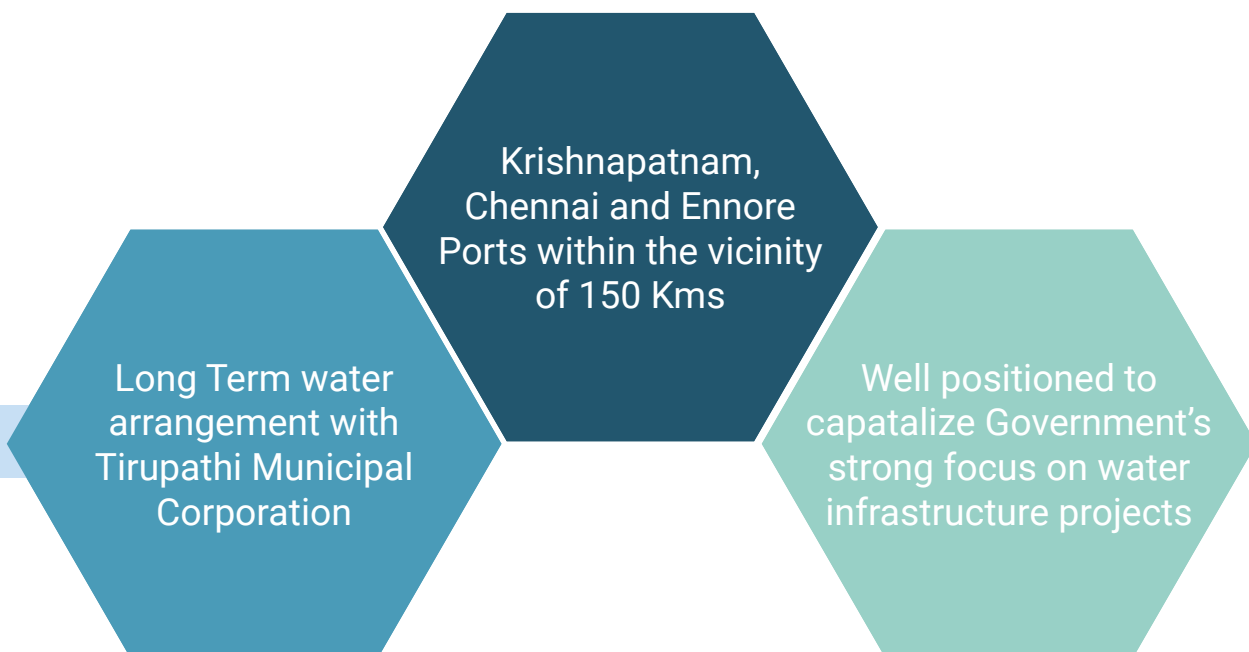 Krishnapatnam,
Chennai and Ennore
Ports within the vicinity
of 150 Kms
Long Term water
arrangement with
Tirupathi Municipal
Corporation
Well positioned to
capatalize Government’s
strong focus on water
infrastructure projects